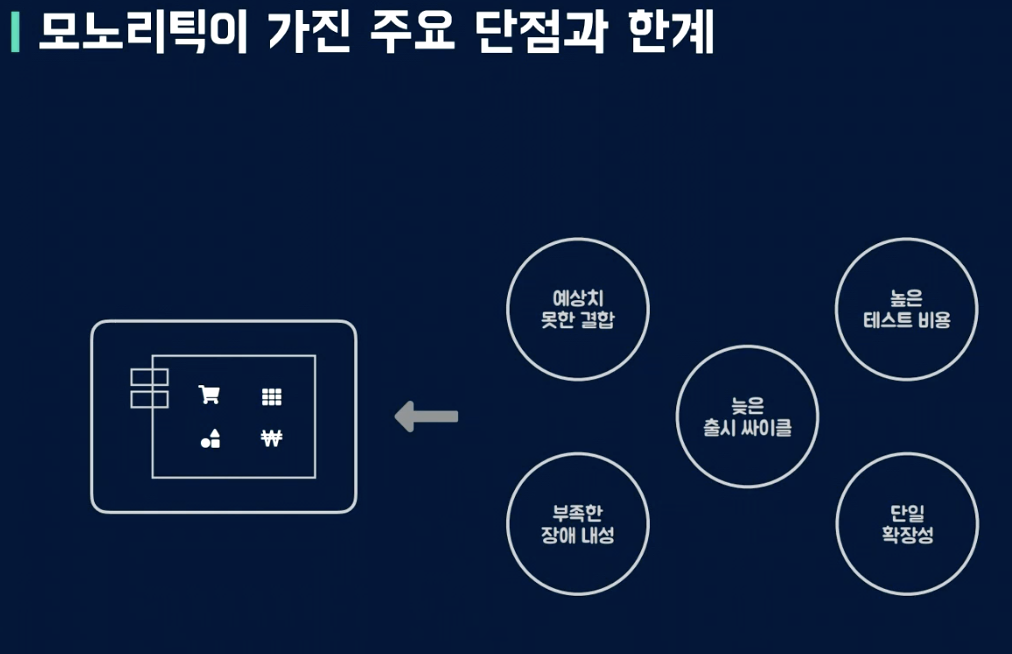 모노리틱이 가진 주요 단점과 한계
예상치
못한 결합
높은
테스트 비용
늦은
출시 싸이클
부족한
장애 내성
단일
확장성
₩